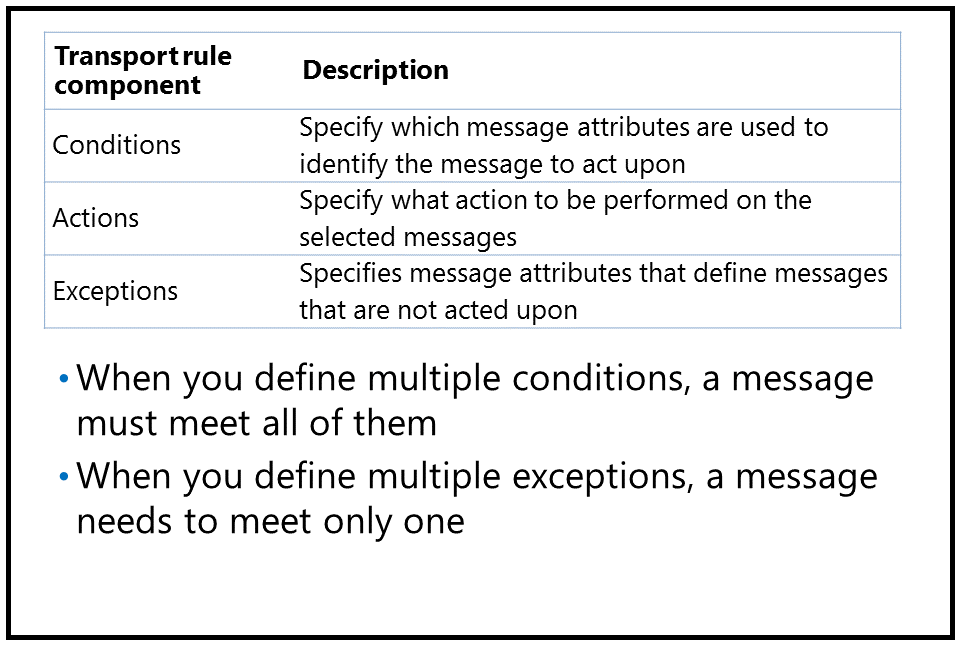 Transport rule
component
Description
Conditions
Specify which message attributes are used to
identify the message to act upon
Actions
Specify what action to be performed on the
selected messages
Exceptions
Specifies message attributes that define messages
that are not acted upon
• When you define multiple conditions, a message
must meet all of them
• When you define multiple exceptions, a message
needs to meet only one